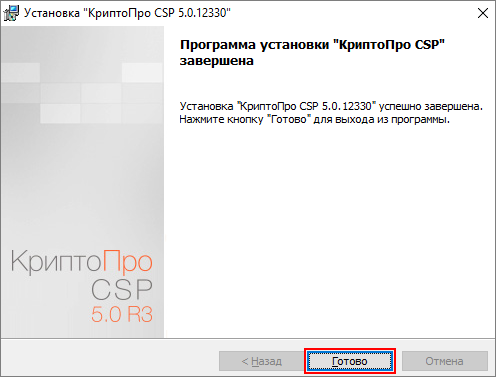 Установка "КриптоПро CSP 5.0.12330"
Программа установки "КриптоПро CSP"
завершена
Установка "КриптоПро CSP 5.0.12330" успешно завершена.
Нажмите кнопку "Готово" для выхода из программы.
КриптоПро
CSP
5.0 R3
< Назад
Готово
Отмена